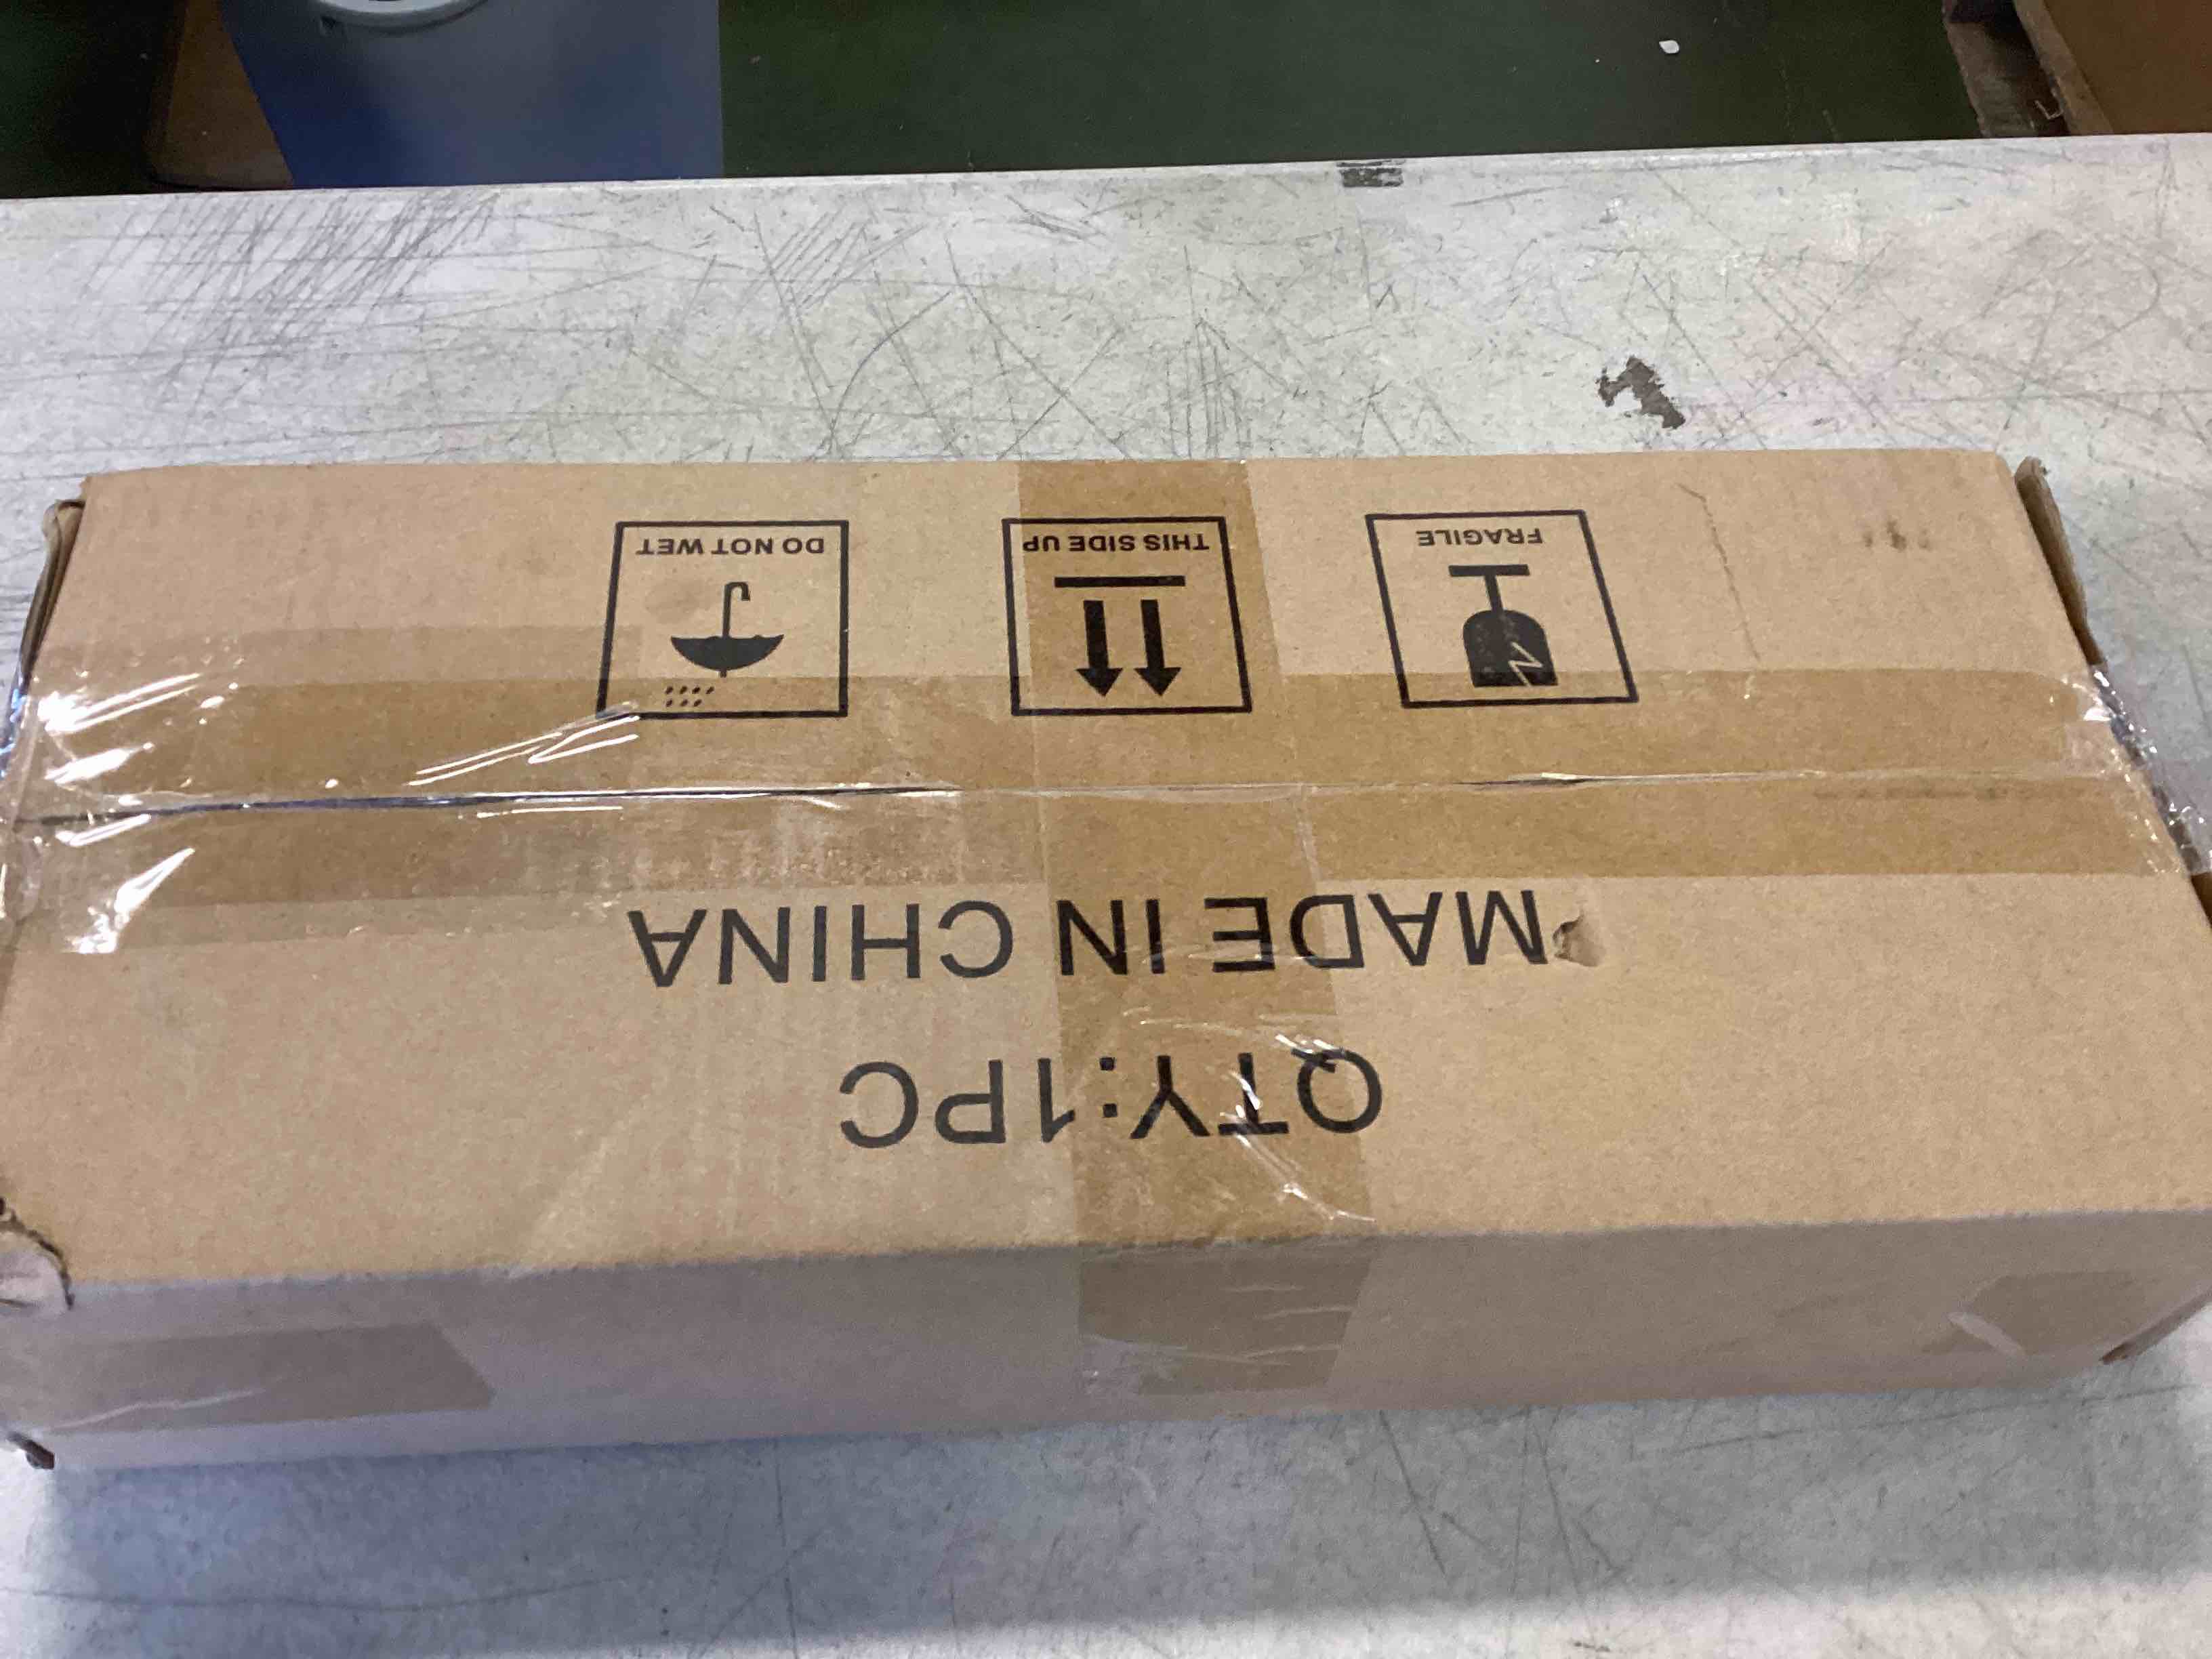 QTY:1PC
MADE IN CHINA
FRAGILE
THIS SIDE UP
DO NOT WET